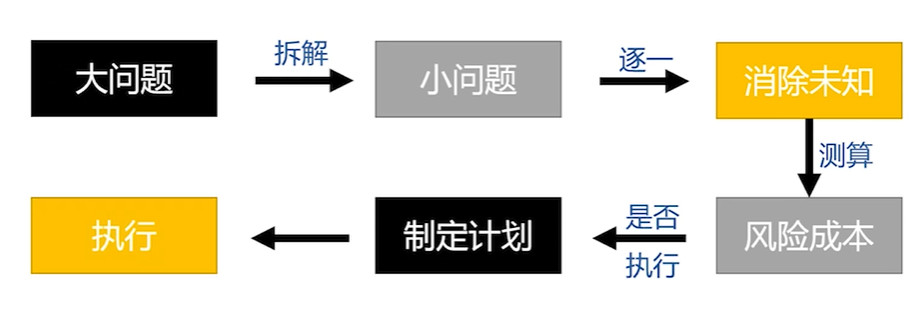 大问题
拆解
小问题
逐一
消除未知
测算
风险成本
是否
执行
制定计划
执行